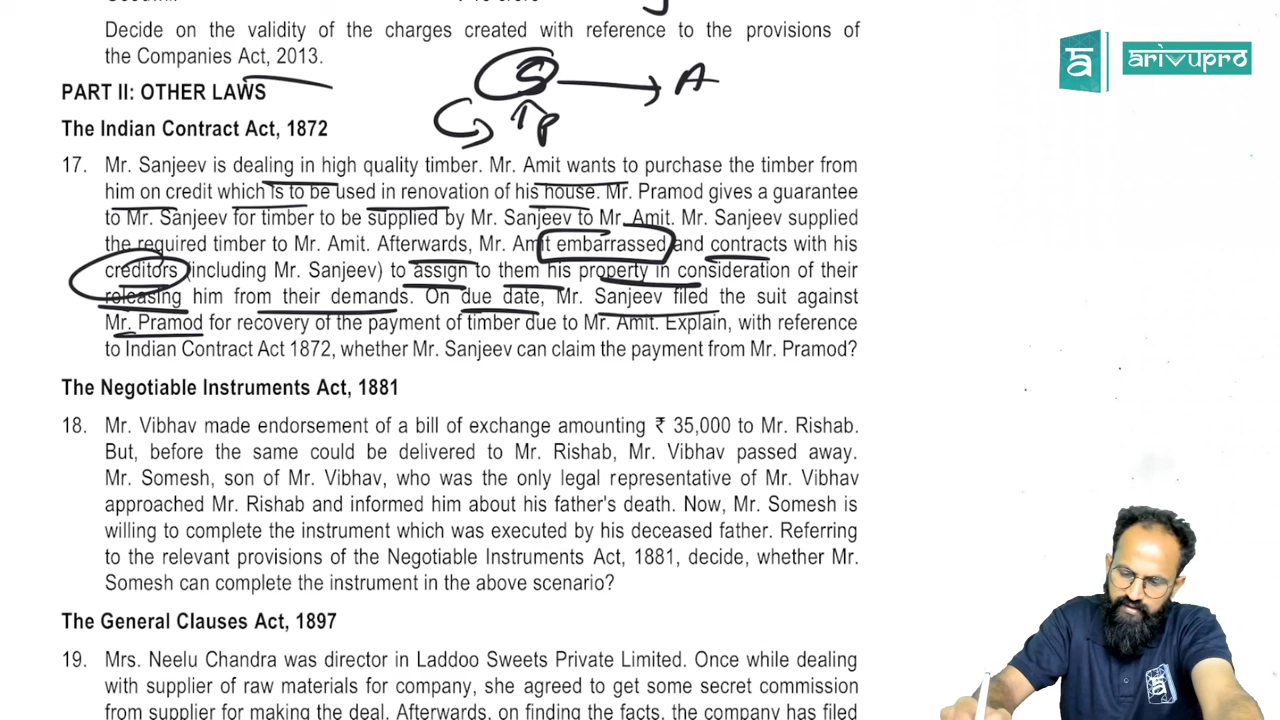 Decide on the validity of the charges created with reference to the provisions of
the Companies Act, 2013.
PART II: OTHER LAWS
S
A
P
The Indian Contract Act, 1872
17. Mr. Sanjeev is dealing in high quality timber. Mr. Amit wants to purchase the timber from
him on credit which is to be used in renovation of his house. Mr. Pramod gives a guarantee
to Mr. Sanjeev for timber to be supplied by Mr. Sanjeev to Mr. Amit. Mr. Sanjeev supplied
the required timber to Mr. Amit. Afterwards, Mr. Amit embarrassed and contracts with his
creditors (including Mr. Sanjeev) to assign to them his property in consideration of their
releasing him from their demands. On due date, Mr. Sanjeev filed the suit against
Mr. Pramod for recovery of the payment of timber due to Mr. Amit. Explain, with reference
to Indian Contract Act 1872, whether Mr. Sanjeev can claim the payment from Mr. Pramod?
The Negotiable Instruments Act, 1881
18. Mr. Vibhav made endorsement of a bill of exchange amounting ₹ 35,000 to Mr. Rishab.
But, before the same could be delivered to Mr. Rishab, Mr. Vibhav passed away.
Mr. Somesh, son of Mr. Vibhav, who was the only legal representative of Mr. Vibhav
approached Mr. Rishab and informed him about his father's death. Now, Mr. Somesh is
willing to complete the instrument which was executed by his deceased father. Referring
to the relevant provisions of the Negotiable Instruments Act, 1881, decide, whether Mr.
Somesh can complete the instrument in the above scenario?
The General Clauses Act, 1897
19. Mrs. Neelu Chandra was director in Laddoo Sweets Private Limited. Once while dealing
with supplier of raw materials for company, she agreed to get some secret commission
from supplier for making the deal. Afterwards, on finding the facts, the company has filed
arivupro